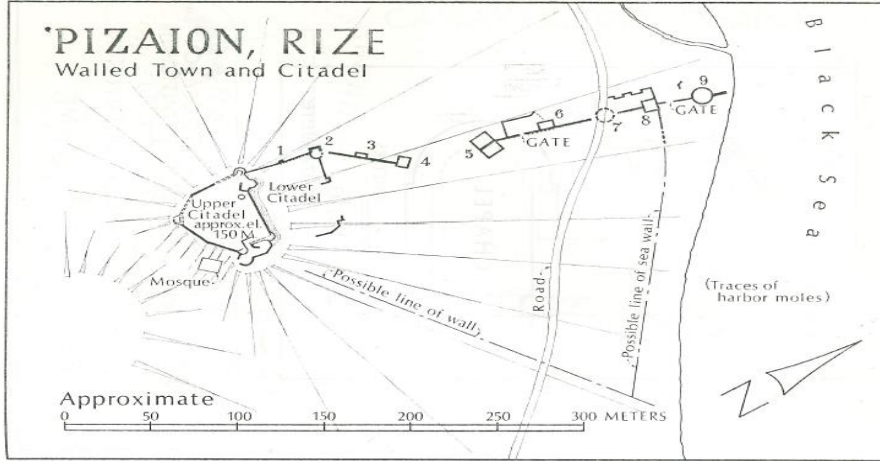 PIZAION, RIZE
Walled Town and Citadel
Black Sea
1
2
3
4
5
6
7
8
9
GATE
GATE
Upper
Citadel
approx. el.
150 M.
Lower
Citadel
Mosque
Possible line of wall
Road
Possible line of sea wall
(Traces of
harbor moles)
N
Approximate
0 50 100 150 200 250 300 METERS